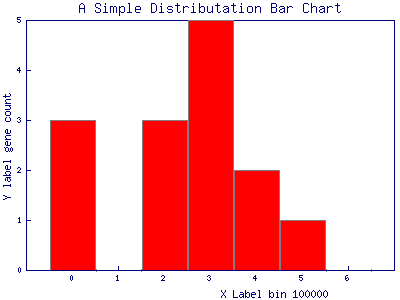 A Simple Distributation Bar Chart
5
4
3
2
1
0
Y label gene count
0 1 2 3 4 5 6
X Label bin 100000